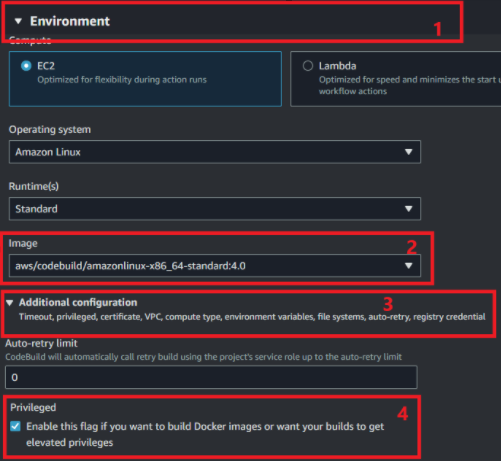 Environment
1
Compute
EC2
Optimized for flexibility during action runs
Lambda
Optimized for speed and minimizes the start u
workflow actions
Operating system
Amazon Linux
Runtime(s)
Standard
Image
2
aws/codebuild/amazonlinux-x86_64-standard:4.0
Additional configuration
3
Timeout, privileged, certificate, VPC, compute type, environment variables, file systems, auto-retry, registry credential
Auto-retry limit
CodeBuild will automatically call retry build using the project's service role up to the auto-retry limit
0
Privileged
4
Enable this flag if you want to build Docker images or want your builds to get
elevated privileges